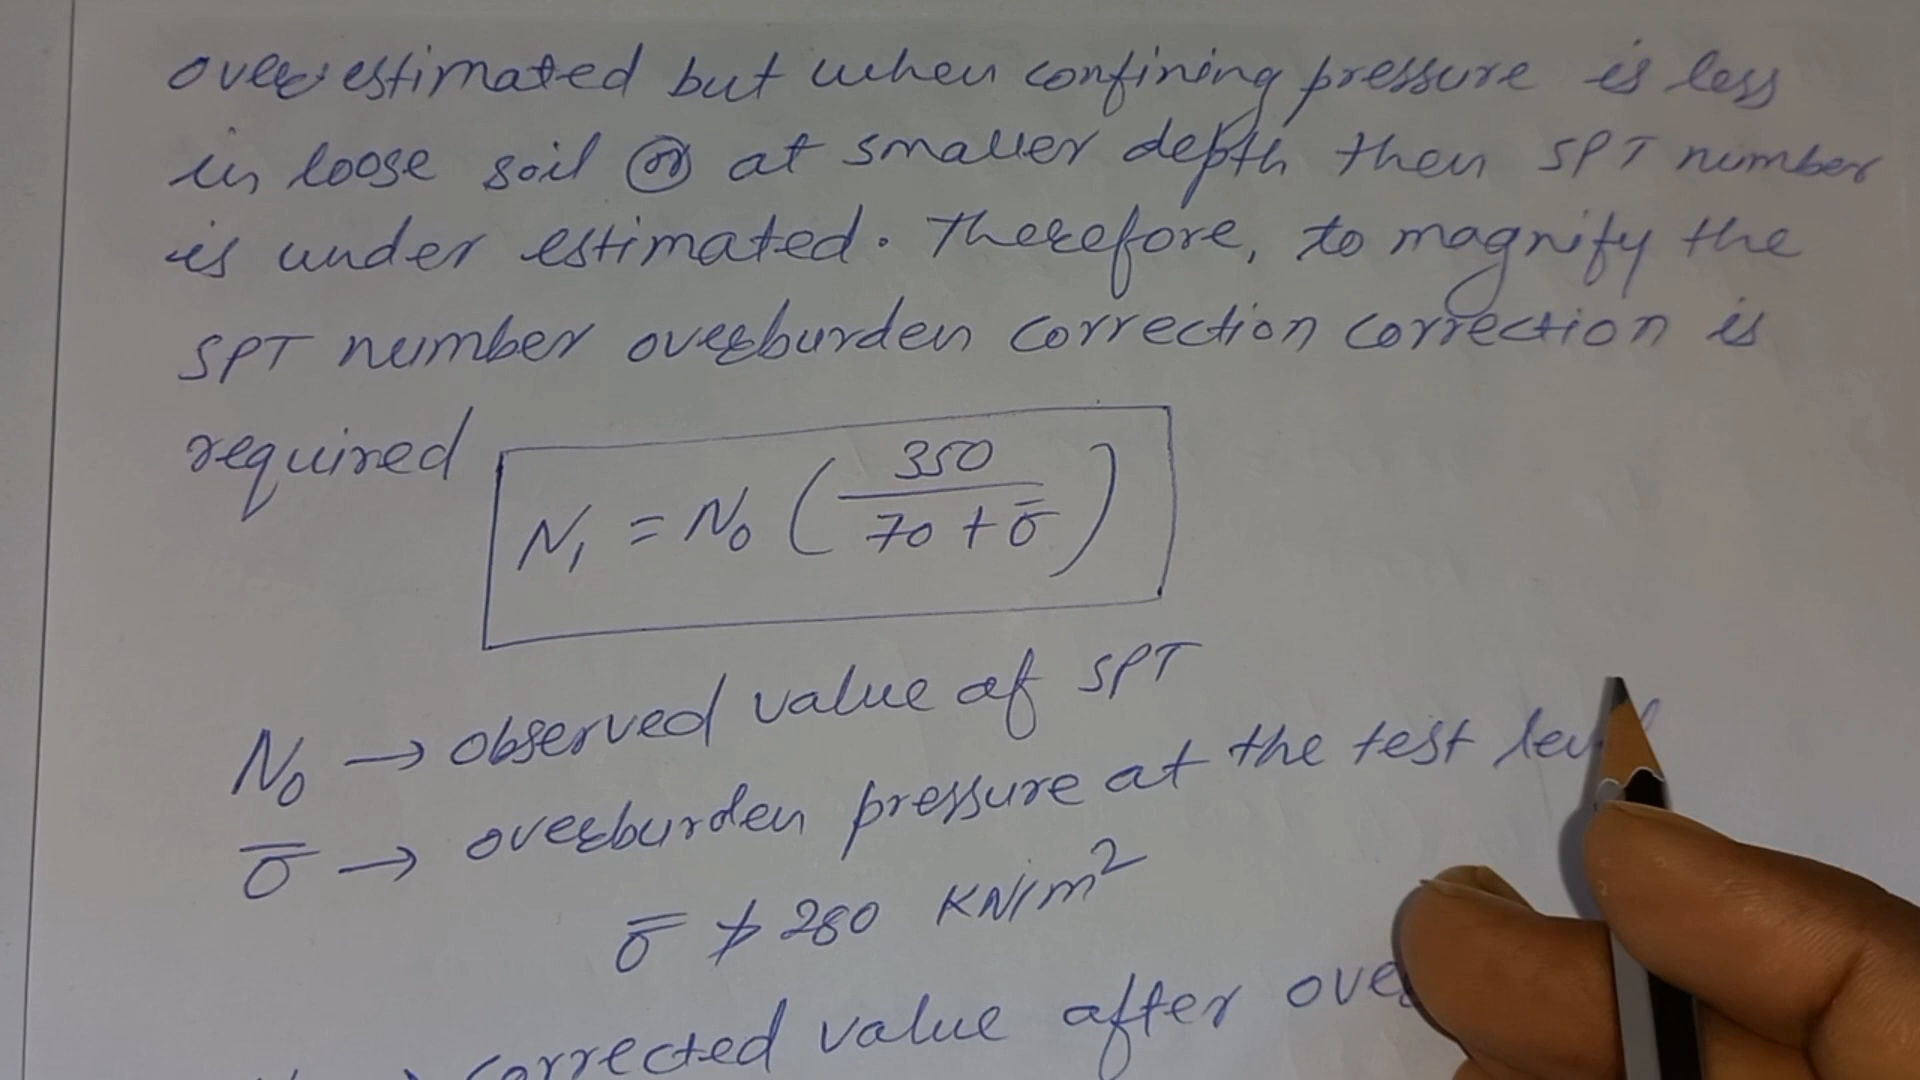 overestimated but when confining pressure is less
in loose soil or at smaller depth then SPT number
is under estimated. Therefore, to magnify the
SPT number overburden correction correction is
required
N₁ = N₀ ( 350 / 70 + σ̄ )
N₀ → observed value of SPT
σ̄ → overburden pressure at the test
σ̄ ≯ 280 KN/m²
corrected value after